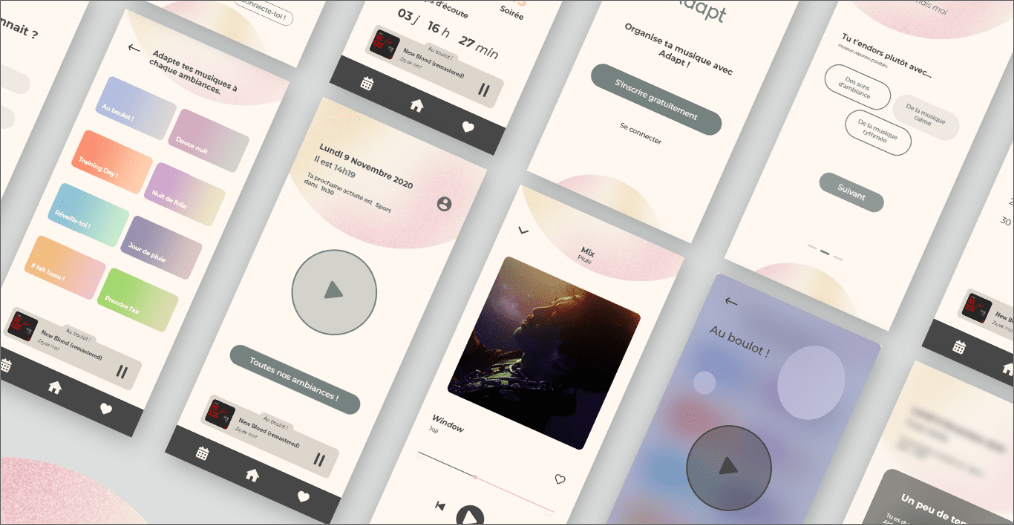 nnait ?
Adapte tes musiques à
chaque ambiances.
Au boulot !
Douce nuit
Training Day !
Nuit de folie
Réveille-toi !
Jour de pluie
Il fait beau !
Prendre l'air
Au boulot !
New Blood (remastered)
Zayde Wolf
connecte-toi !
s d'écoute
Soirée
03 j
16 h
27 min
Au boulot !
New Blood (remastered)
Zayde Wolf
Lundi 9 Novembre 2020
Il est 14h19
Ta prochaine activité est Sport
dans 1h30
Toutes nos ambiances !
Au boulot !
New Blood (remastered)
Zayde Wolf
Adapt
Organise ta musique avec
Adapt !
S'inscrire gratuitement
Se connecter
Mix
Pluie
Window
Joji
mais moi
Tu t'endors plutôt avec...
Des sons
d'ambiance
De la musique
calme
De la musique
rythmée
Suivant
Au boulot !
30
Un peu de te